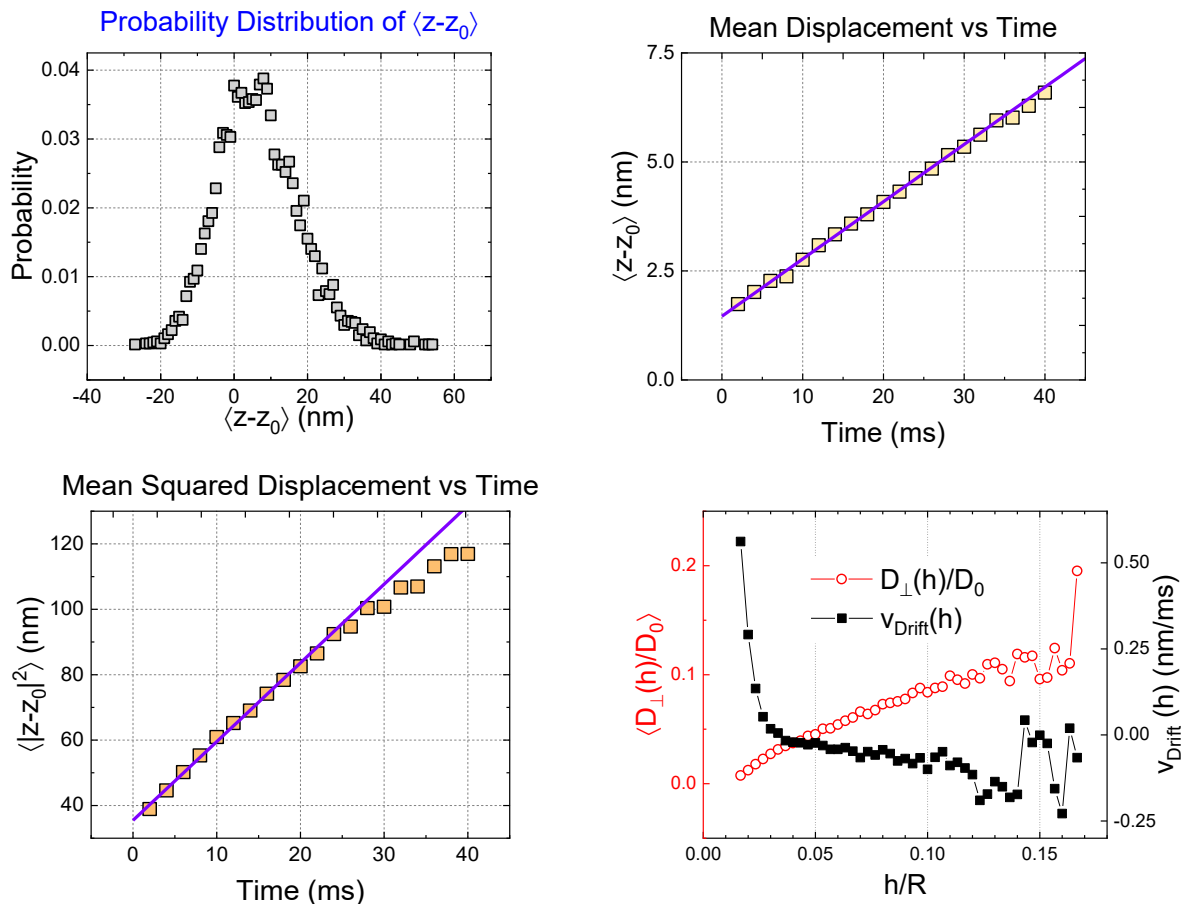 Probability Distribution of ⟨z-z₀⟩
0.04
0.03
0.02
0.01
0.00
Probability
-40 -20 0 20 40 60
⟨z-z₀⟩ (nm)
Mean Displacement vs Time
7.5
5.0
2.5
0.0
⟨z-z₀⟩ (nm)
0 10 20 30 40
Time (ms)
Mean Squared Displacement vs Time
120
100
80
60
40
⟨|z-z₀|²⟩ (nm)
0 10 20 30 40
Time (ms)
0.2
0.1
0.0
⟨D⊥(h)/D₀⟩
D⊥(h)/D₀
v_Drift(h)
0.50
0.25
0.00
-0.25
v_Drift (h) (nm/ms)
0.00 0.05 0.10 0.15
h/R